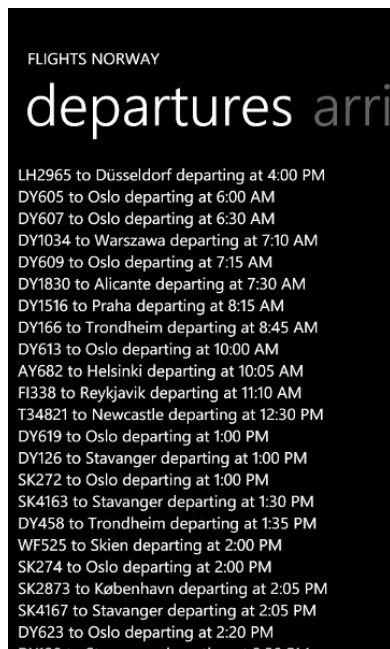 FLIGHTS NORWAY
departures arri
LH2965 to Düsseldorf departing at 4:00 PM
DY605 to Oslo departing at 6:00 AM
DY607 to Oslo departing at 6:30 AM
DY1034 to Warszawa departing at 7:10 AM
DY609 to Oslo departing at 7:15 AM
DY1830 to Alicante departing at 7:30 AM
DY1516 to Praha departing at 8:15 AM
DY166 to Trondheim departing at 8:45 AM
DY613 to Oslo departing at 10:00 AM
AY682 to Helsinki departing at 10:05 AM
FI338 to Reykjavik departing at 11:10 AM
T34821 to Newcastle departing at 12:30 PM
DY619 to Oslo departing at 1:00 PM
DY126 to Stavanger departing at 1:00 PM
SK272 to Oslo departing at 1:00 PM
SK4163 to Stavanger departing at 1:30 PM
DY458 to Trondheim departing at 1:35 PM
WF525 to Skien departing at 2:00 PM
SK274 to Oslo departing at 2:00 PM
SK2873 to København departing at 2:05 PM
SK4167 to Stavanger departing at 2:05 PM
DY623 to Oslo departing at 2:20 PM